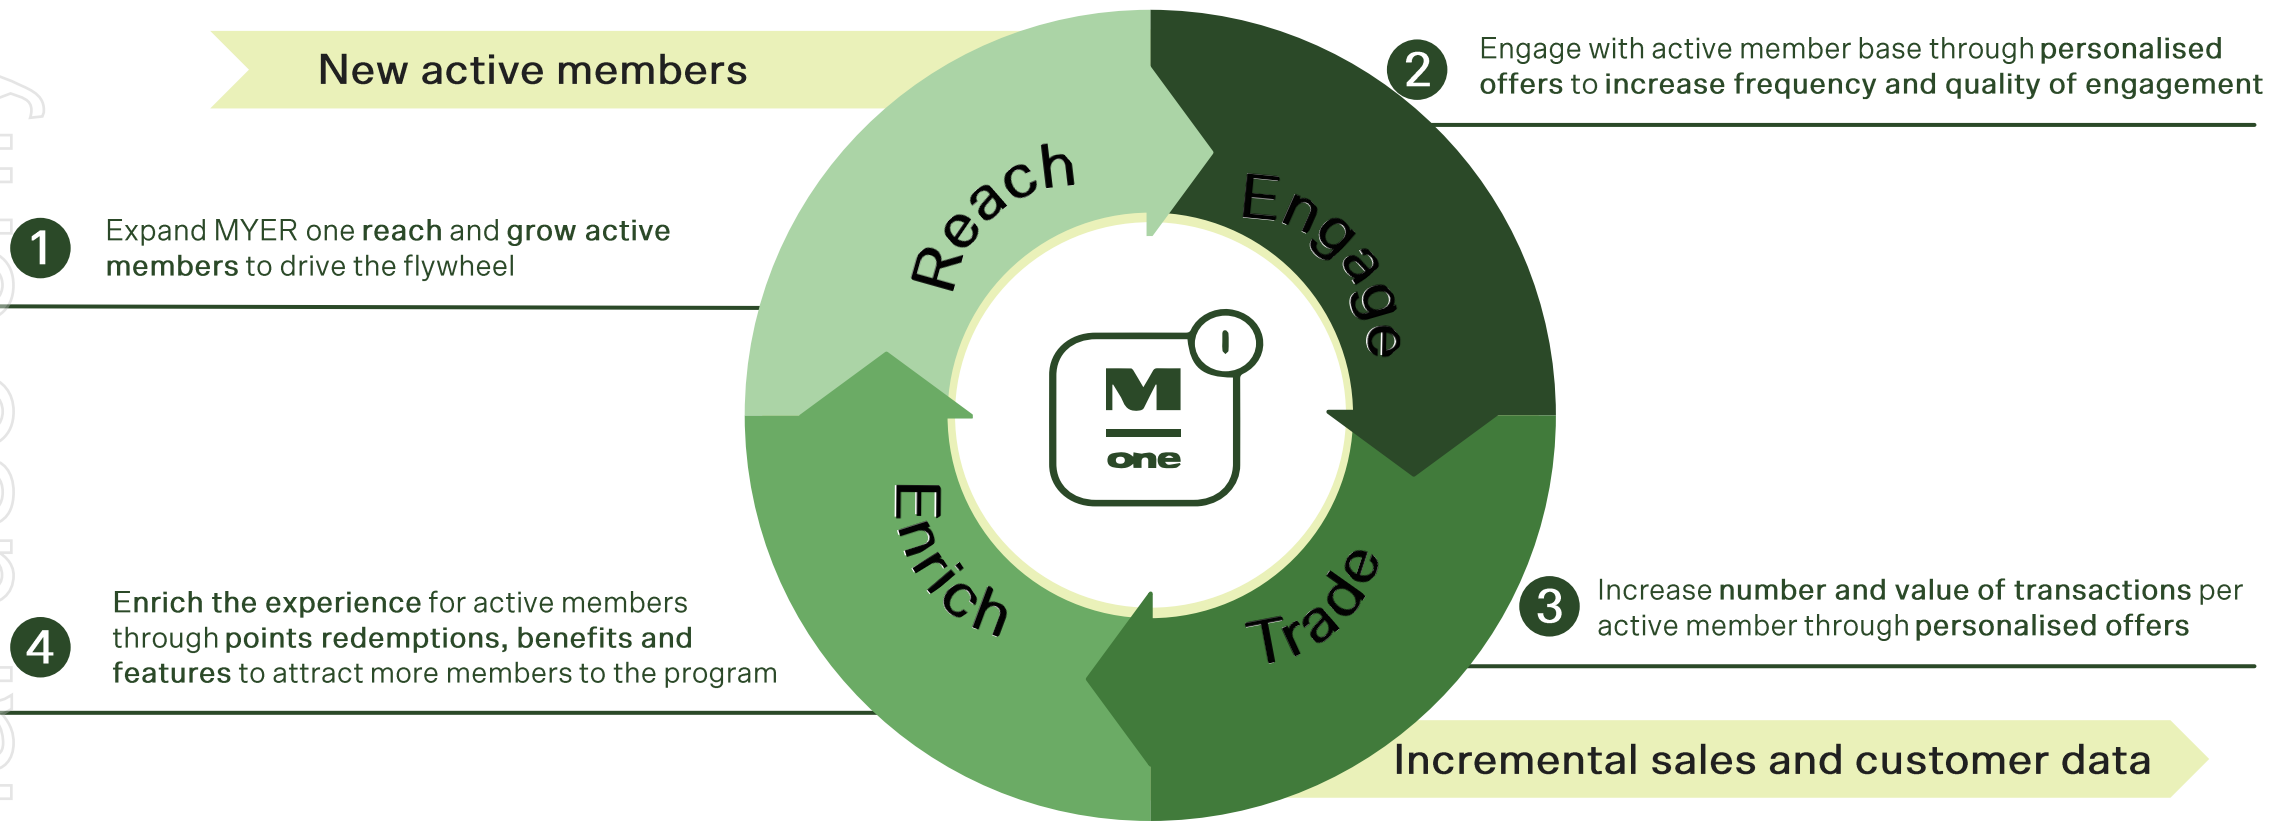 New active members
1
Expand MYER one reach and grow active
members to drive the flywheel
2
Engage with active member base through personalised
offers to increase frequency and quality of engagement
Reach
Engage
M
one
Enrich
Trade
3
Increase number and value of transactions per
active member through personalised offers
4
Enrich the experience for active members
through points redemptions, benefits and
features to attract more members to the program
Incremental sales and customer data